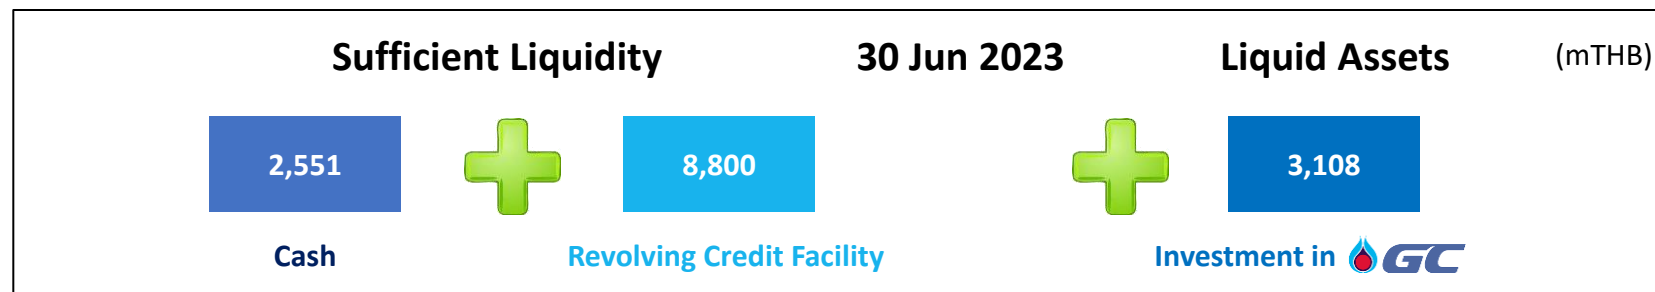 Sufficient Liquidity 30 Jun 2023 Liquid Assets (mTHB)
2,551 8,800 3,108
Cash Revolving Credit Facility Investment in GC